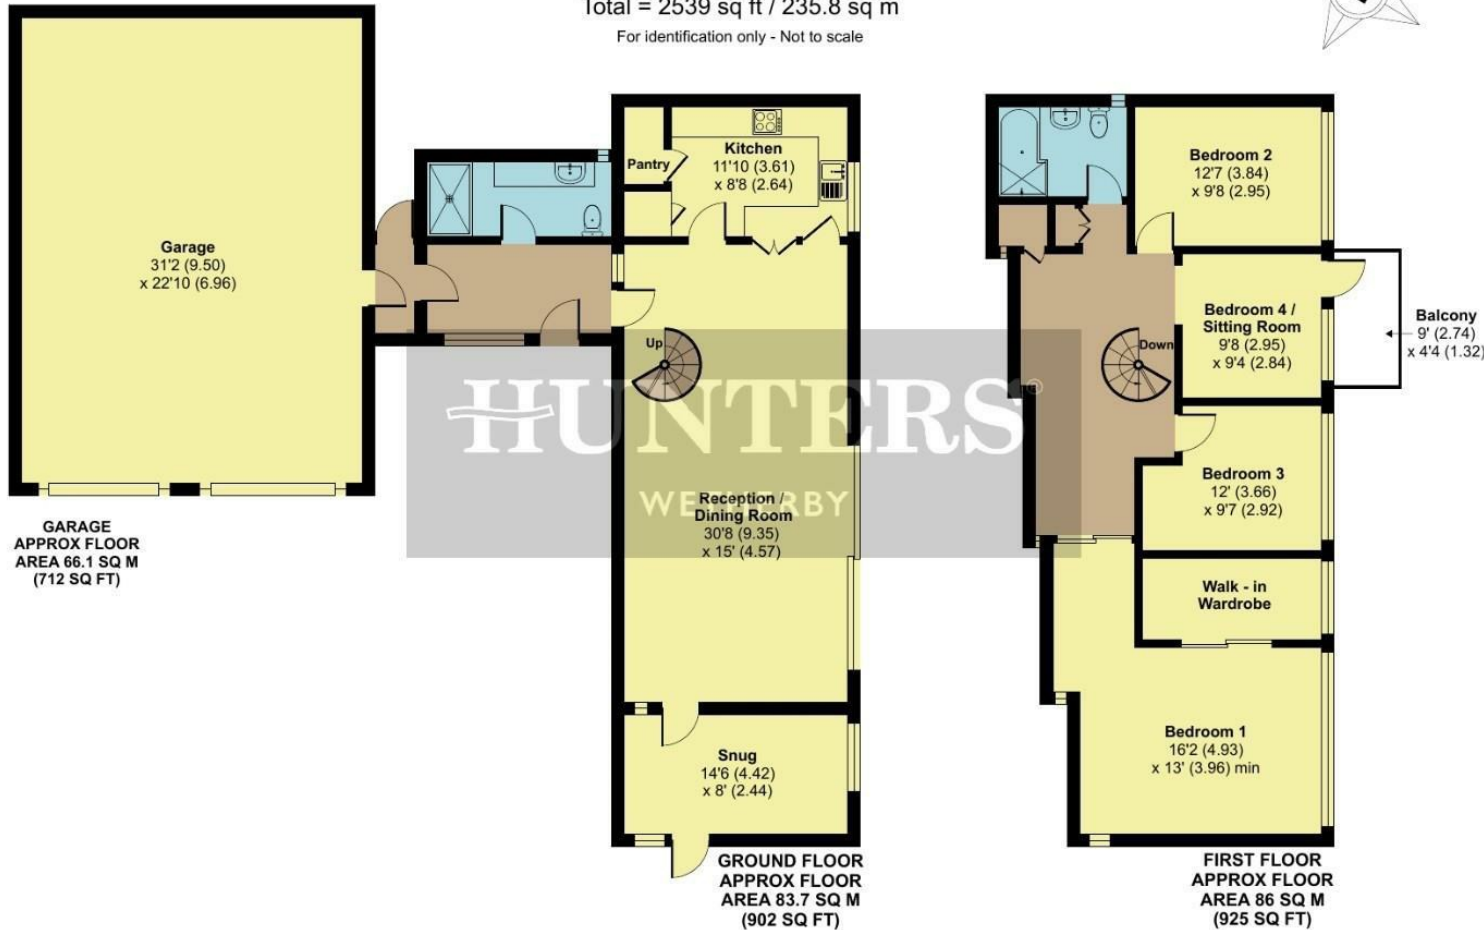 Total = 2539 sq ft / 235.8 sq m
For identification only - Not to scale
Garage
31'2 (9.50)
x 22'10 (6.96)
GARAGE
APPROX FLOOR
AREA 66.1 SQ M
(712 SQ FT)
Pantry
Kitchen
11'10 (3.61)
x 8'8 (2.64)
Up
Reception /
Dining Room
30'8 (9.35)
x 15' (4.57)
Snug
14'6 (4.42)
x 8' (2.44)
GROUND FLOOR
APPROX FLOOR
AREA 83.7 SQ M
(902 SQ FT)
Bedroom 2
12'7 (3.84)
x 9'8 (2.95)
Bedroom 4 /
Sitting Room
9'8 (2.95)
x 9'4 (2.84)
Balcony
9' (2.74)
x 4'4 (1.32)
Down
Bedroom 3
12' (3.66)
x 9'7 (2.92)
Walk - in
Wardrobe
Bedroom 1
16'2 (4.93)
x 13' (3.96) min
FIRST FLOOR
APPROX FLOOR
AREA 86 SQ M
(925 SQ FT)
HUNTERS®
WETHERBY